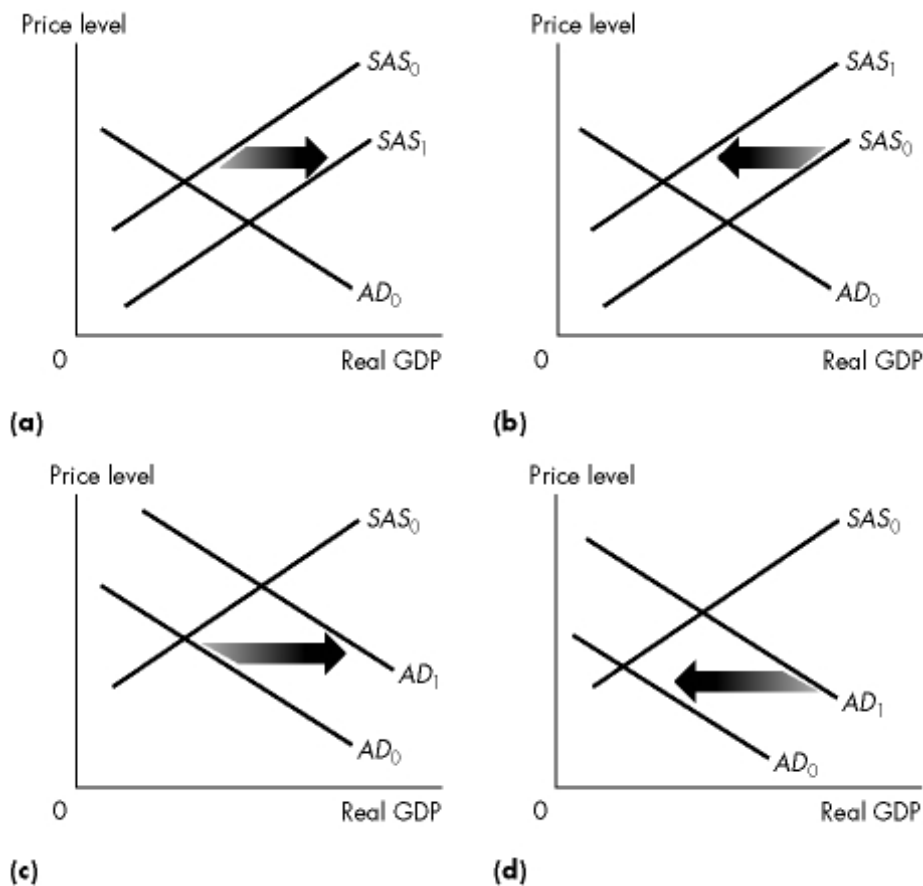 Price level
SAS₀
SAS₁
AD₀
0
Real GDP
(a)
Price level
SAS₁
SAS₀
AD₀
0
Real GDP
(b)
Price level
SAS₀
AD₁
AD₀
0
Real GDP
(c)
Price level
SAS₀
AD₁
AD₀
0
Real GDP
(d)